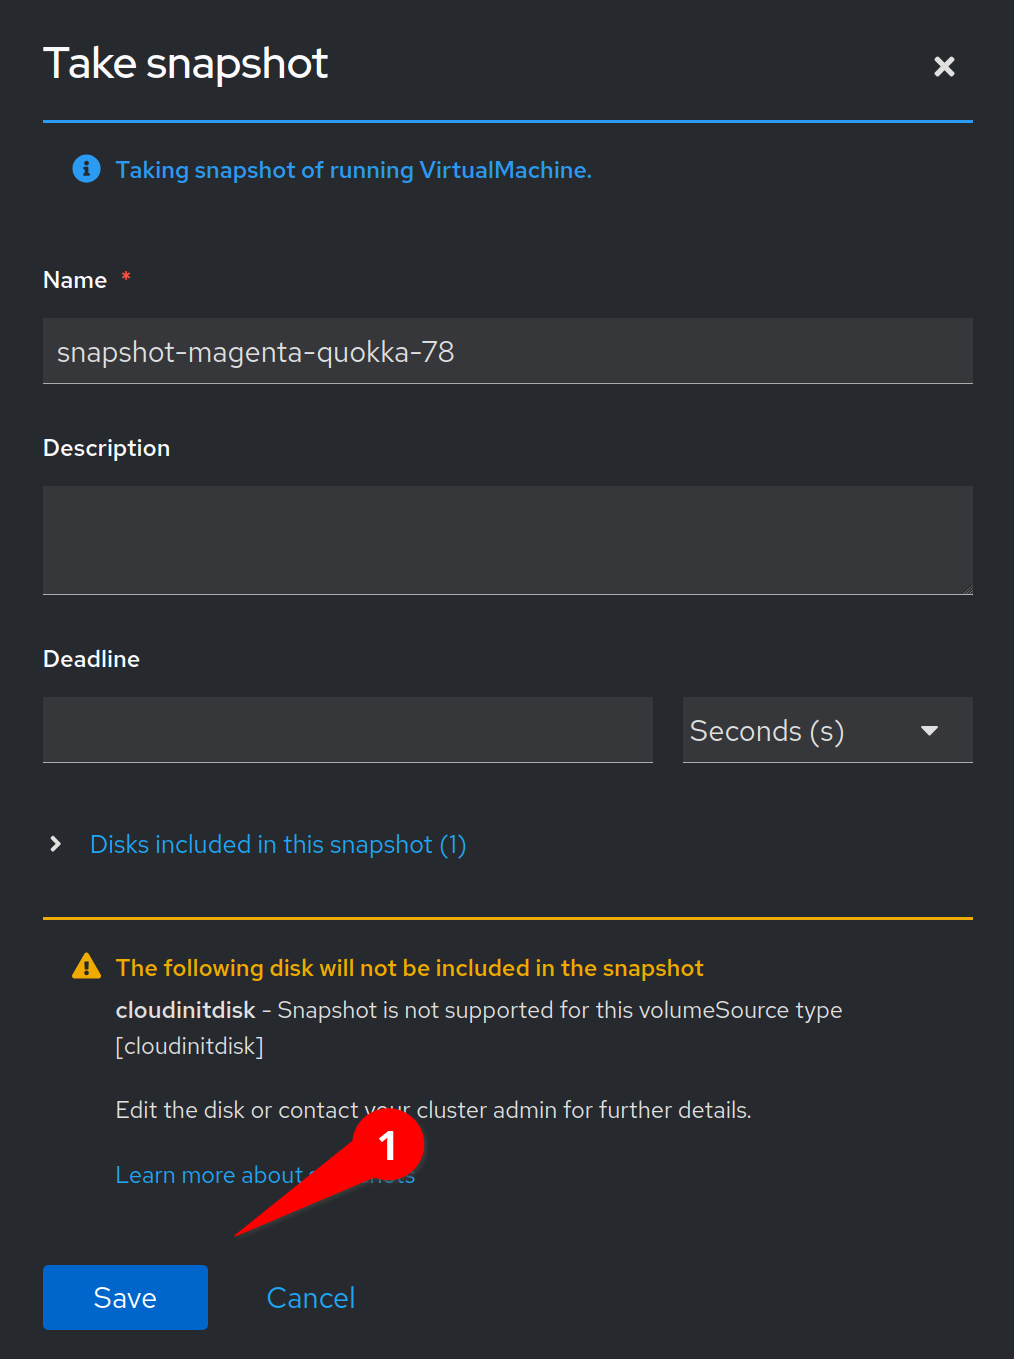 Take snapshot
Taking snapshot of running VirtualMachine.
Name *
snapshot-magenta-quokka-78
Description
Deadline
Seconds (s)
Disks included in this snapshot (1)
The following disk will not be included in the snapshot
cloudinitdisk - Snapshot is not supported for this volumeSource type
[cloudinitdisk]
Edit the disk or contact your cluster admin for further details.
1
Learn more about snapshots
Save Cancel